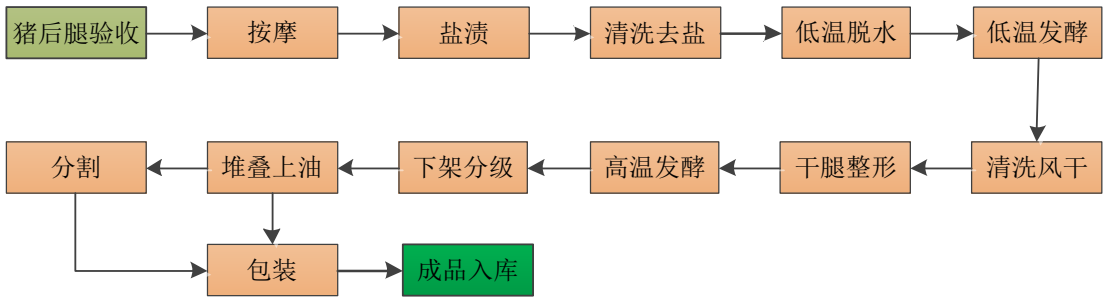 猪后腿验收
按摩
盐渍
清洗去盐
低温脱水
低温发酵
清洗风干
干腿整形
高温发酵
下架分级
堆叠上油
分割
包装
成品入库